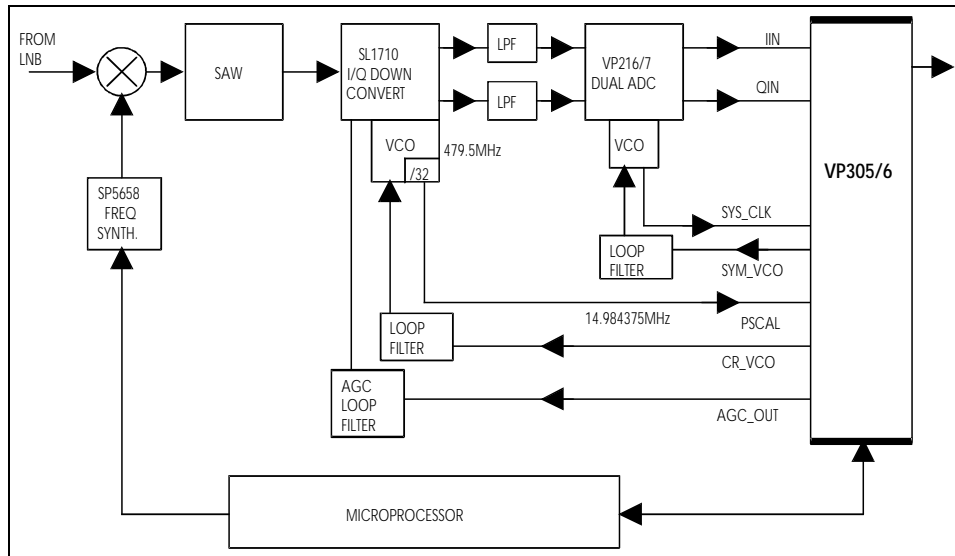 FROM
LNB
SAW
SL1710
I/Q DOWN
CONVERT
LPF
LPF
VP216/7
DUAL ADC
IIN
QIN
VP305/6
VCO
479.5MHz
/32
VCO
SP5658
FREQ
SYNTH.
SYS_CLK
LOOP
FILTER
SYM_VCO
14.984375MHz
PSCAL
LOOP
FILTER
CR_VCO
AGC
LOOP
FILTER
AGC_OUT
MICROPROCESSOR